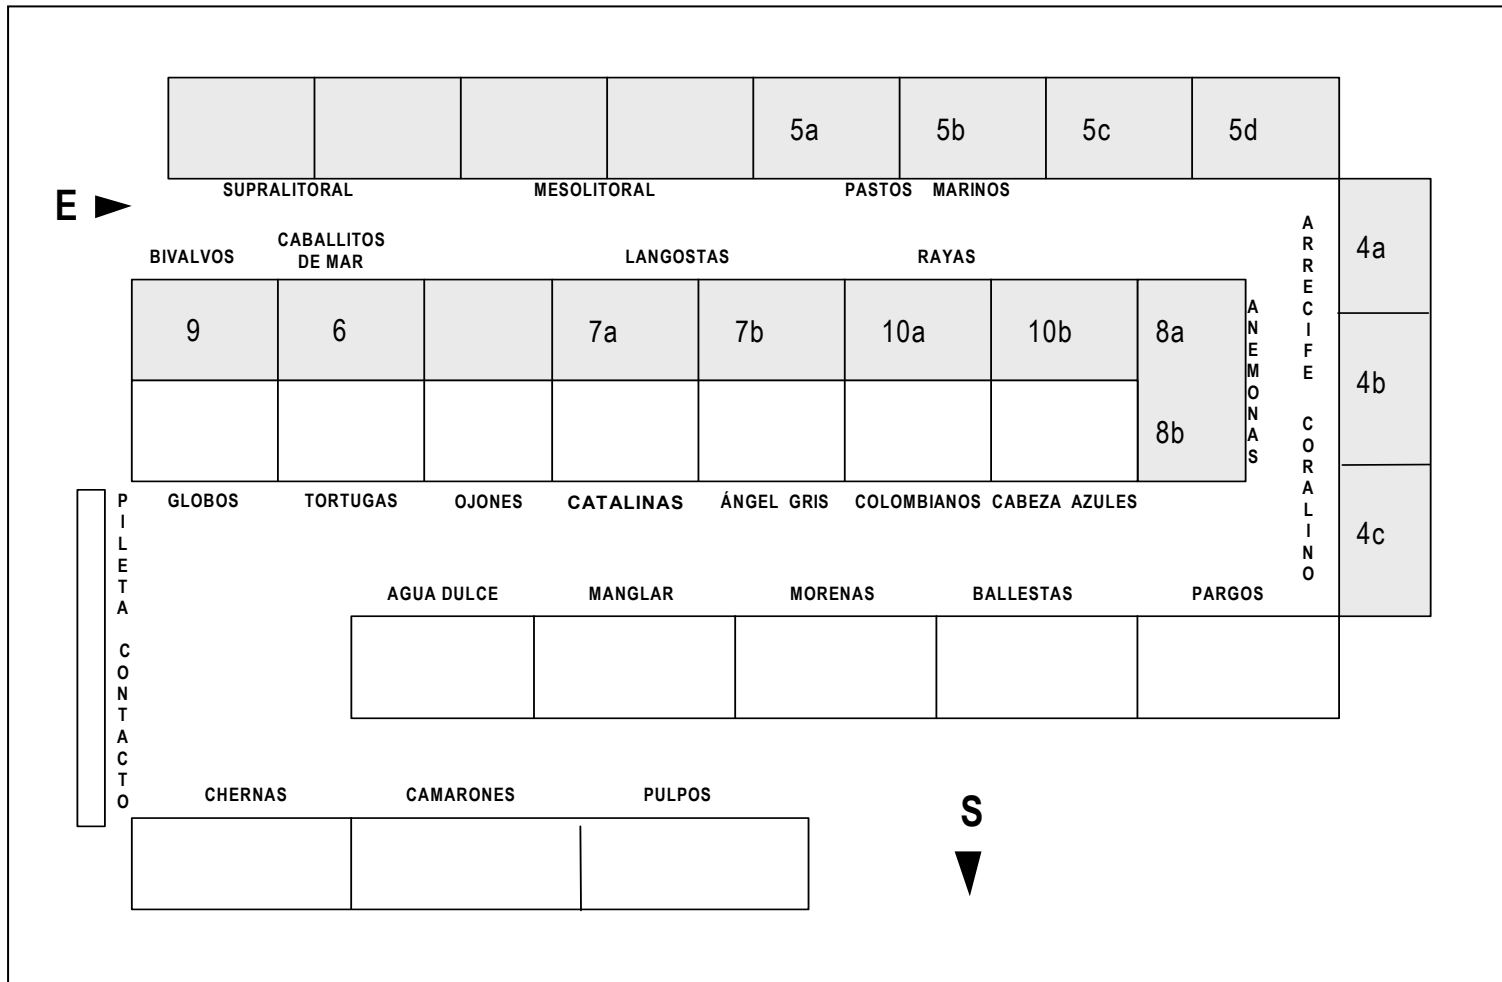 5a 5b 5c 5d
SUPRALITORAL MESOLITORAL PASTOS MARINOS
E
BIVALVOS CABALLITOS DE MAR LANGOSTAS RAYAS
9 6 7a 7b 10a 10b 8a
8b
ANEMONAS
ARRECIFE CORALINO
4a
4b
4c
GLOBOS TORTUGAS OJONES CATALINAS ÁNGEL GRIS COLOMBIANOS CABEZA AZULES
PILETA CONTACTO
AGUA DULCE MANGLAR MORENAS BALLESTAS PARGOS
CHERNAS CAMARONES PULPOS
S